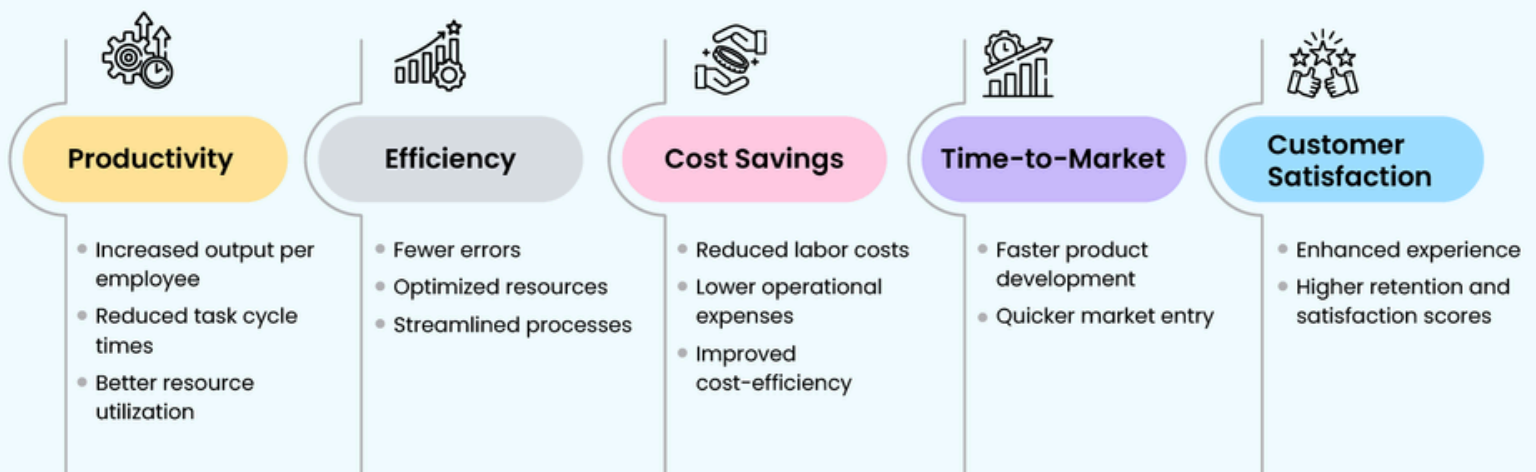 Productivity
Increased output per
employee
Reduced task cycle
times
Better resource
utilization
Efficiency
Fewer errors
Optimized resources
Streamlined processes
Cost Savings
Reduced labor costs
Lower operational
expenses
Improved
cost-efficiency
Time-to-Market
Faster product
development
Quicker market entry
Customer
Satisfaction
Enhanced experience
Higher retention and
satisfaction scores